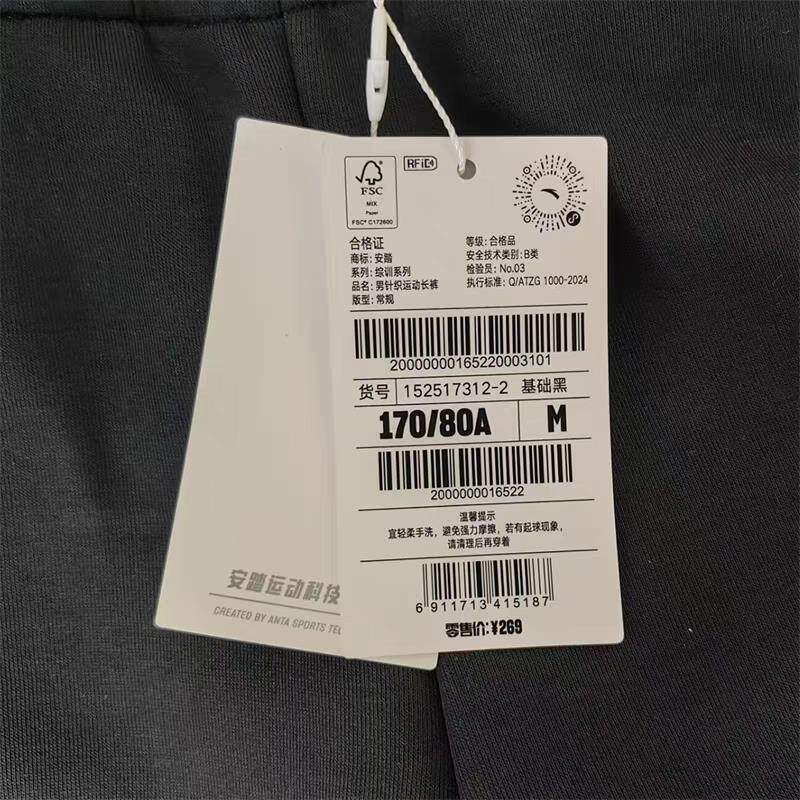 FSC
MIX
Paper
FSC® C172600
RFID
合格证
商标: 安踏
系列: 综训系列
品名: 男针织运动长裤
版型: 常规
等级: 合格品
安全技术类别: B类
检验员: No.03
执行标准: Q/ATZG 1000-2024
20000000165220003101
货号 152517312-2 基础黑
170/80A M
2000000016522
温馨提示
宜轻柔手洗，避免强力摩擦，若有起球现象，
请清理后再穿着
6 911713 415187
零售价:¥269
安踏运动科技
CREATED BY ANTA SPORTS TE